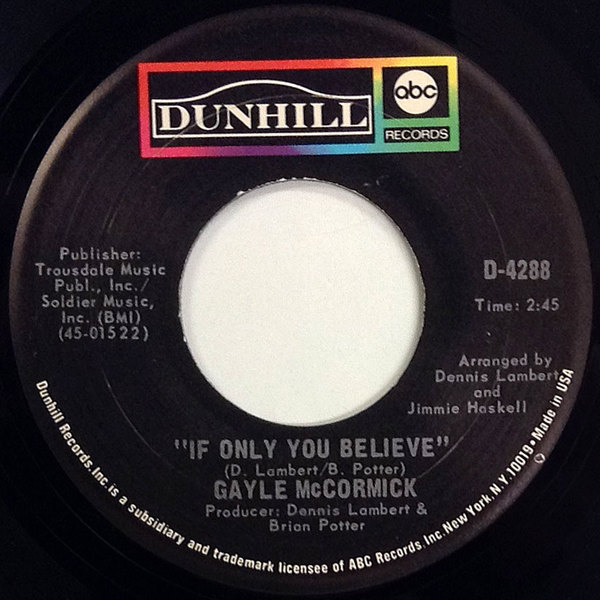 DUNHILL
abc
RECORDS
Publisher:
Trousdale Music
Publ., Inc./
Soldier Music,
Inc. (BMI)
(45-01522)
D-4288
Time: 2:45
Arranged by
Dennis Lambert
and
Jimmie Haskell
"IF ONLY YOU BELIEVE"
(D. Lambert/B. Potter)
GAYLE McCORMICK
Producer: Dennis Lambert &
Brian Potter
Dunhill Records, Inc. is a subsidiary and trademark licensee of ABC Records, Inc. New York, N.Y. 10019 • Made in USA